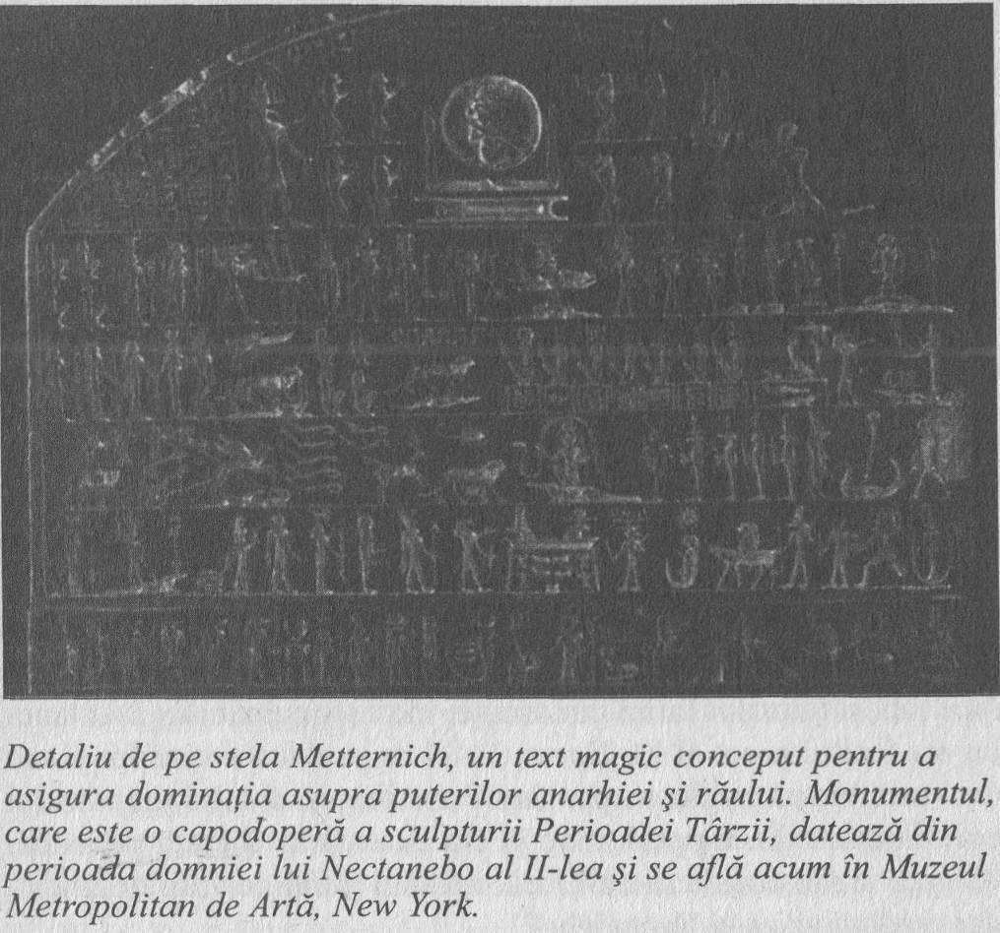 Detaliu de pe stela Metternich, un text magic conceput pentru a
asigura dominaţia asupra puterilor anarhiei şi răului. Monumentul,
care este o capodoperă a sculpturii Perioadei Târzii, datează din
perioada domniei lui Nectanebo al II-lea şi se află acum în Muzeul
Metropolitan de Artă, New York.